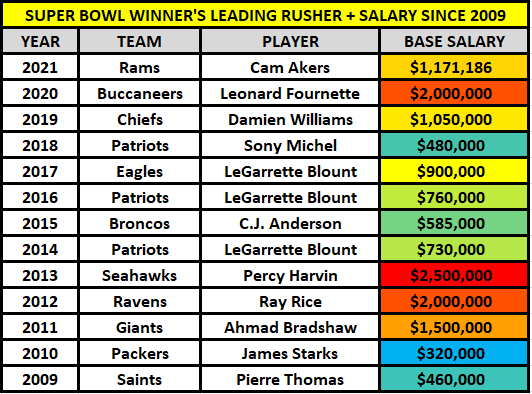 SUPER BOWL WINNER'S LEADING RUSHER + SALARY SINCE 2009
YEAR TEAM PLAYER BASE SALARY
2021 Rams Cam Akers $1,171,186
2020 Buccaneers Leonard Fournette $2,000,000
2019 Chiefs Damien Williams $1,050,000
2018 Patriots Sony Michel $480,000
2017 Eagles LeGarrette Blount $900,000
2016 Patriots LeGarrette Blount $760,000
2015 Broncos C.J. Anderson $585,000
2014 Patriots LeGarrette Blount $730,000
2013 Seahawks Percy Harvin $2,500,000
2012 Ravens Ray Rice $2,000,000
2011 Giants Ahmad Bradshaw $1,500,000
2010 Packers James Starks $320,000
2009 Saints Pierre Thomas $460,000